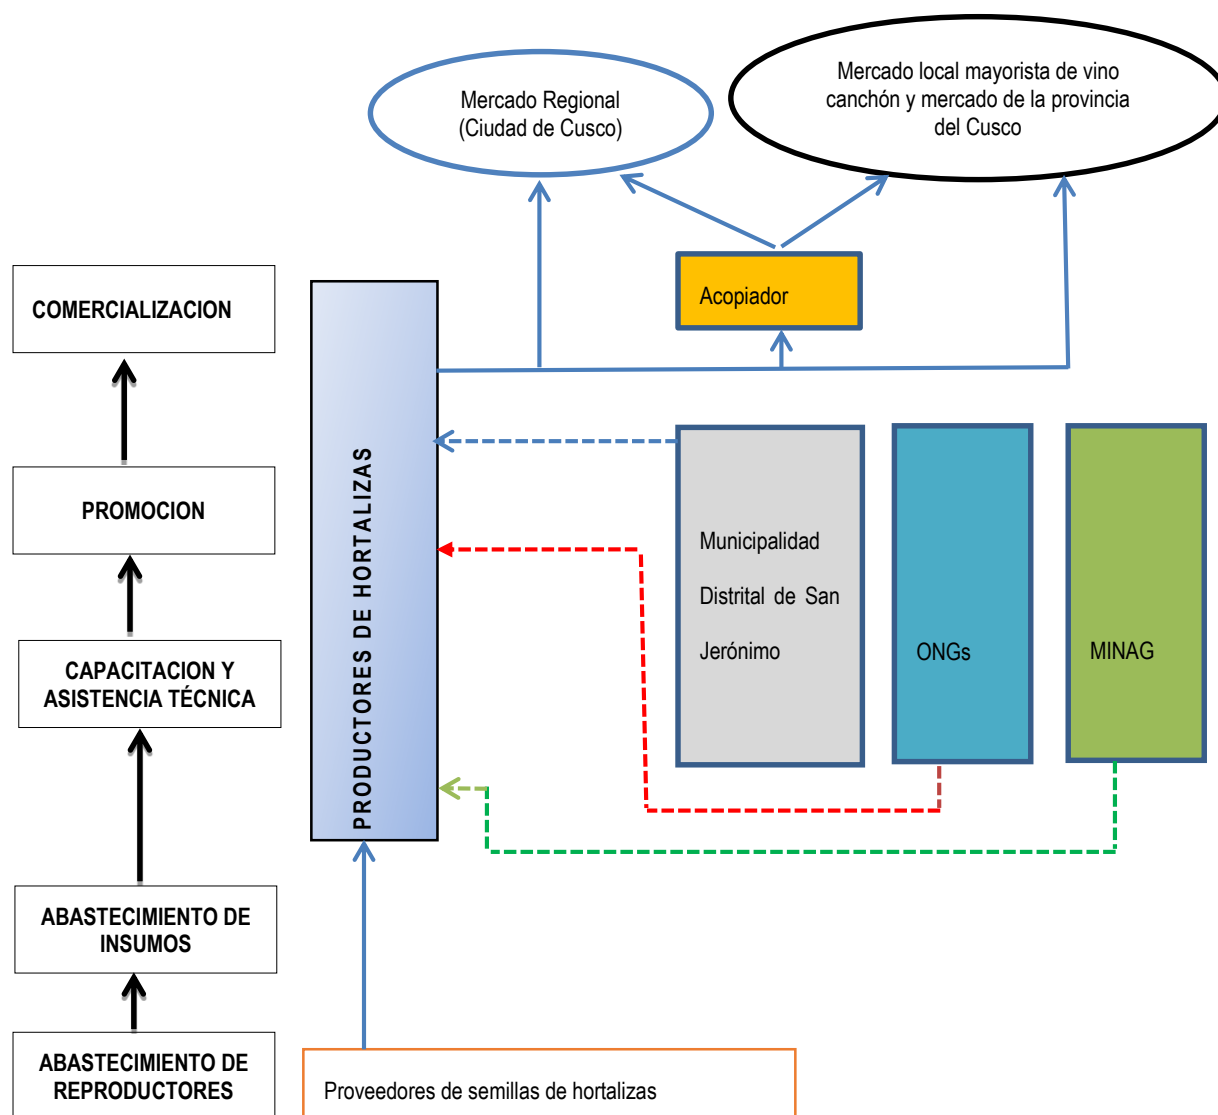 Mercado Regional
(Ciudad de Cusco)
Mercado local mayorista de vino
canchón y mercado de la provincia
del Cusco
Acopiador
COMERCIALIZACION
PROMOCION
CAPACITACION Y
ASISTENCIA TÉCNICA
ABASTECIMIENTO DE
INSUMOS
ABASTECIMIENTO DE
REPRODUCTORES
PRODUCTORES DE HORTALIZAS
Municipalidad
Distrital de San
Jerónimo
ONGs
MINAG
Proveedores de semillas de hortalizas